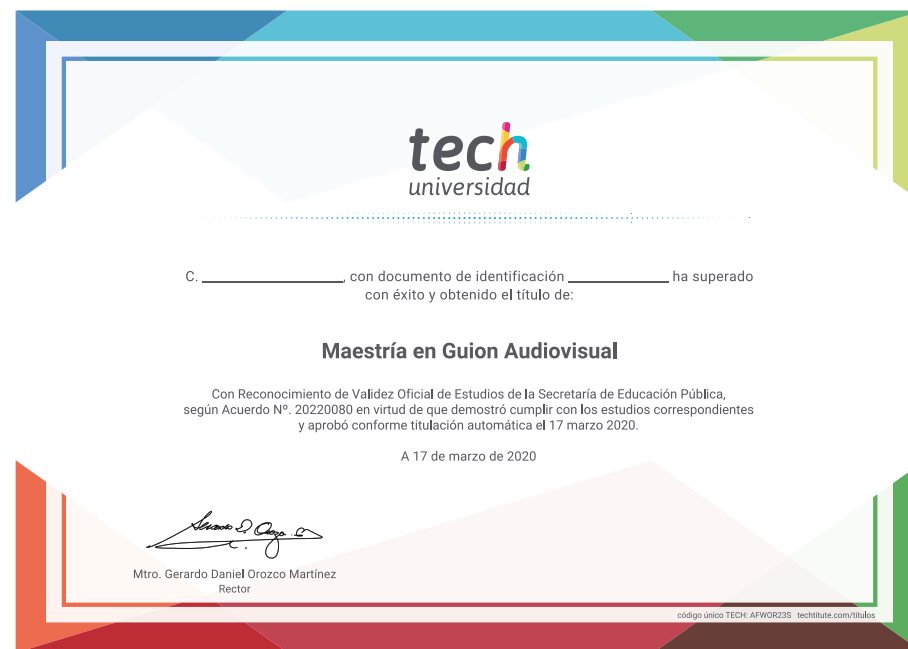 tech
universidad
C. ________________, con documento de identificación ____________ ha superado
con éxito y obtenido el título de:
Maestría en Guion Audiovisual
Con Reconocimiento de Validez Oficial de Estudios de la Secretaría de Educación Pública,
según Acuerdo Nº. 20220080 en virtud de que demostró cumplir con los estudios correspondientes
y aprobó conforme titulación automática el 17 marzo 2020.
A 17 de marzo de 2020
Mtro. Gerardo Daniel Orozco Martínez
Rector
código único TECH: AFWOR23S techtitute.com/titulos